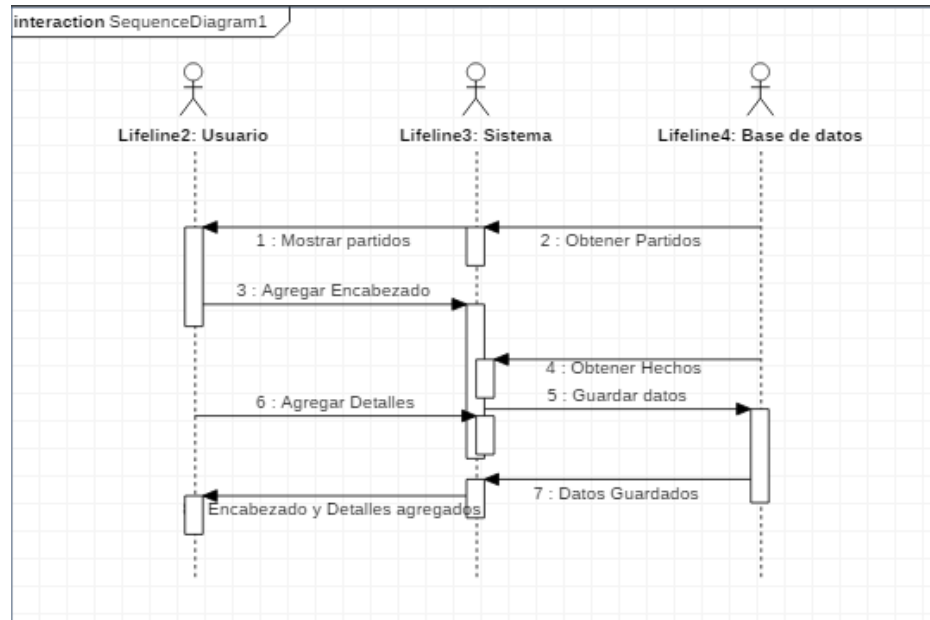 interaction SequenceDiagram1
Lifeline2: Usuario
Lifeline3: Sistema
Lifeline4: Base de datos
1 : Mostrar partidos
2 : Obtener Partidos
3 : Agregar Encabezado
4 : Obtener Hechos
5 : Guardar datos
6 : Agregar Detalles
7 : Datos Guardados
Encabezado y Detalles agregados